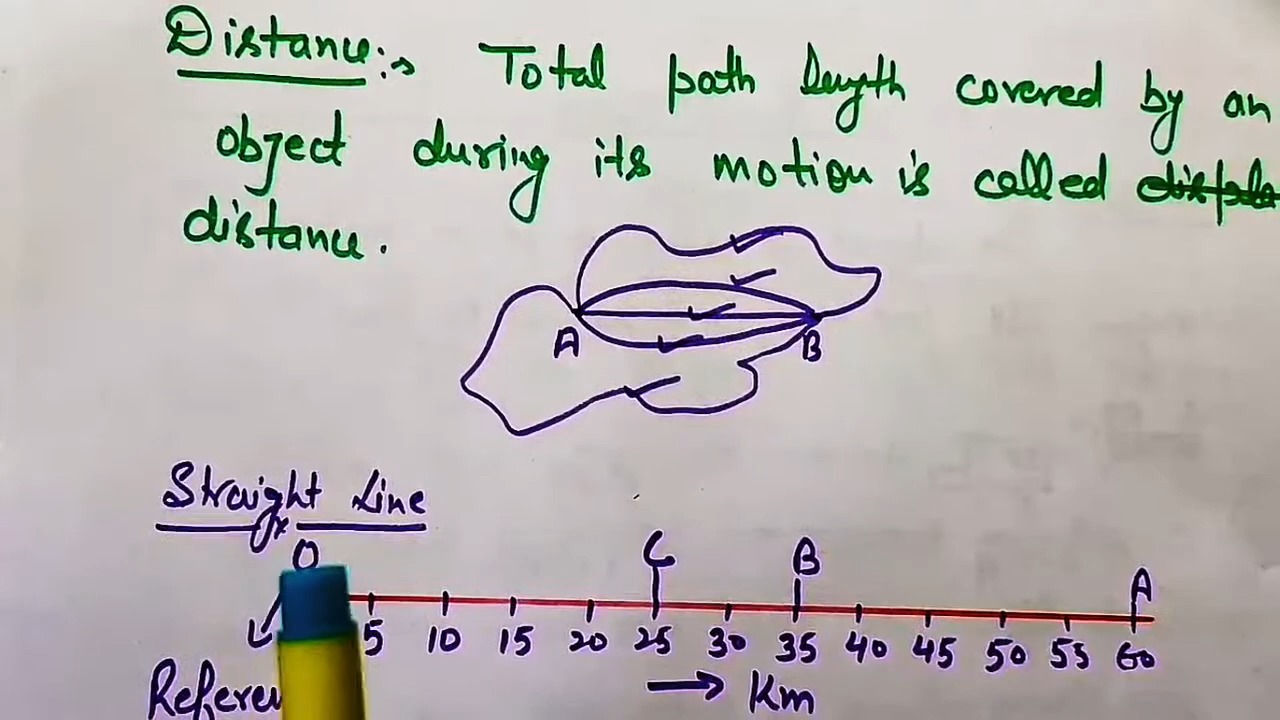 Distance:→ Total path length covered by an
object during its motion is called
distance.
A B
Straight Line
O C B A
5 10 15 20 25 30 35 40 45 50 55 60
→ Km